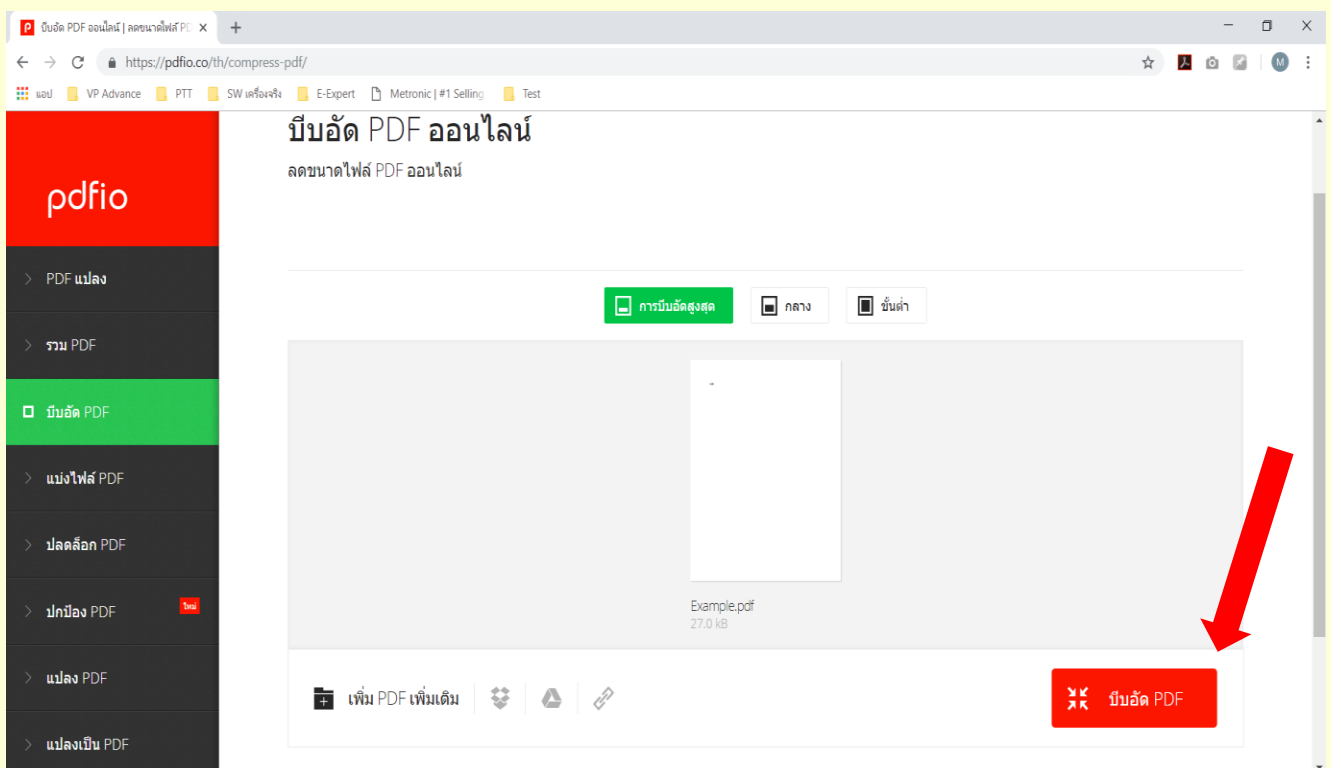 บีบอัด PDF ออนไลน์ | ลดขนาดไฟล์ PD
https://pdfio.co/th/compress-pdf/
M
แอป VP Advance PTT SW เครื่องจริง E-Expert Metronic | #1 Selling Test
pdfio
บีบอัด PDF ออนไลน์
ลดขนาดไฟล์ PDF ออนไลน์
PDF แปลง
รวม PDF
บีบอัด PDF
แบ่งไฟล์ PDF
ปลดล็อก PDF
ปกป้อง PDF ใหม่
แปลง PDF
แปลงเป็น PDF
การบีบอัดสูงสุด กลาง ขั้นต่ำ
Example.pdf
27.0 kB
เพิ่ม PDF เพิ่มเติม
บีบอัด PDF